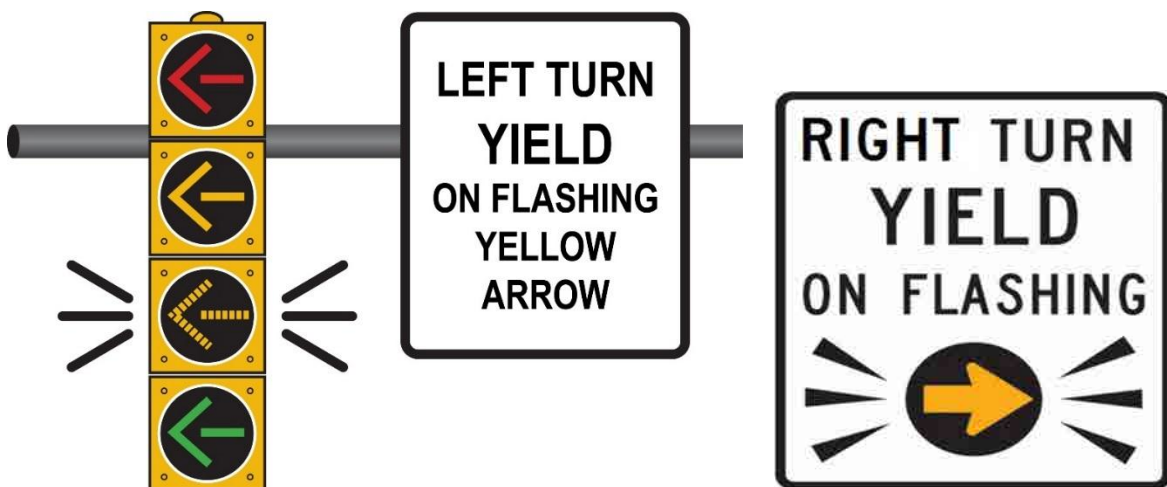 LEFT TURN
YIELD
ON FLASHING
YELLOW
ARROW
RIGHT TURN
YIELD
ON FLASHING